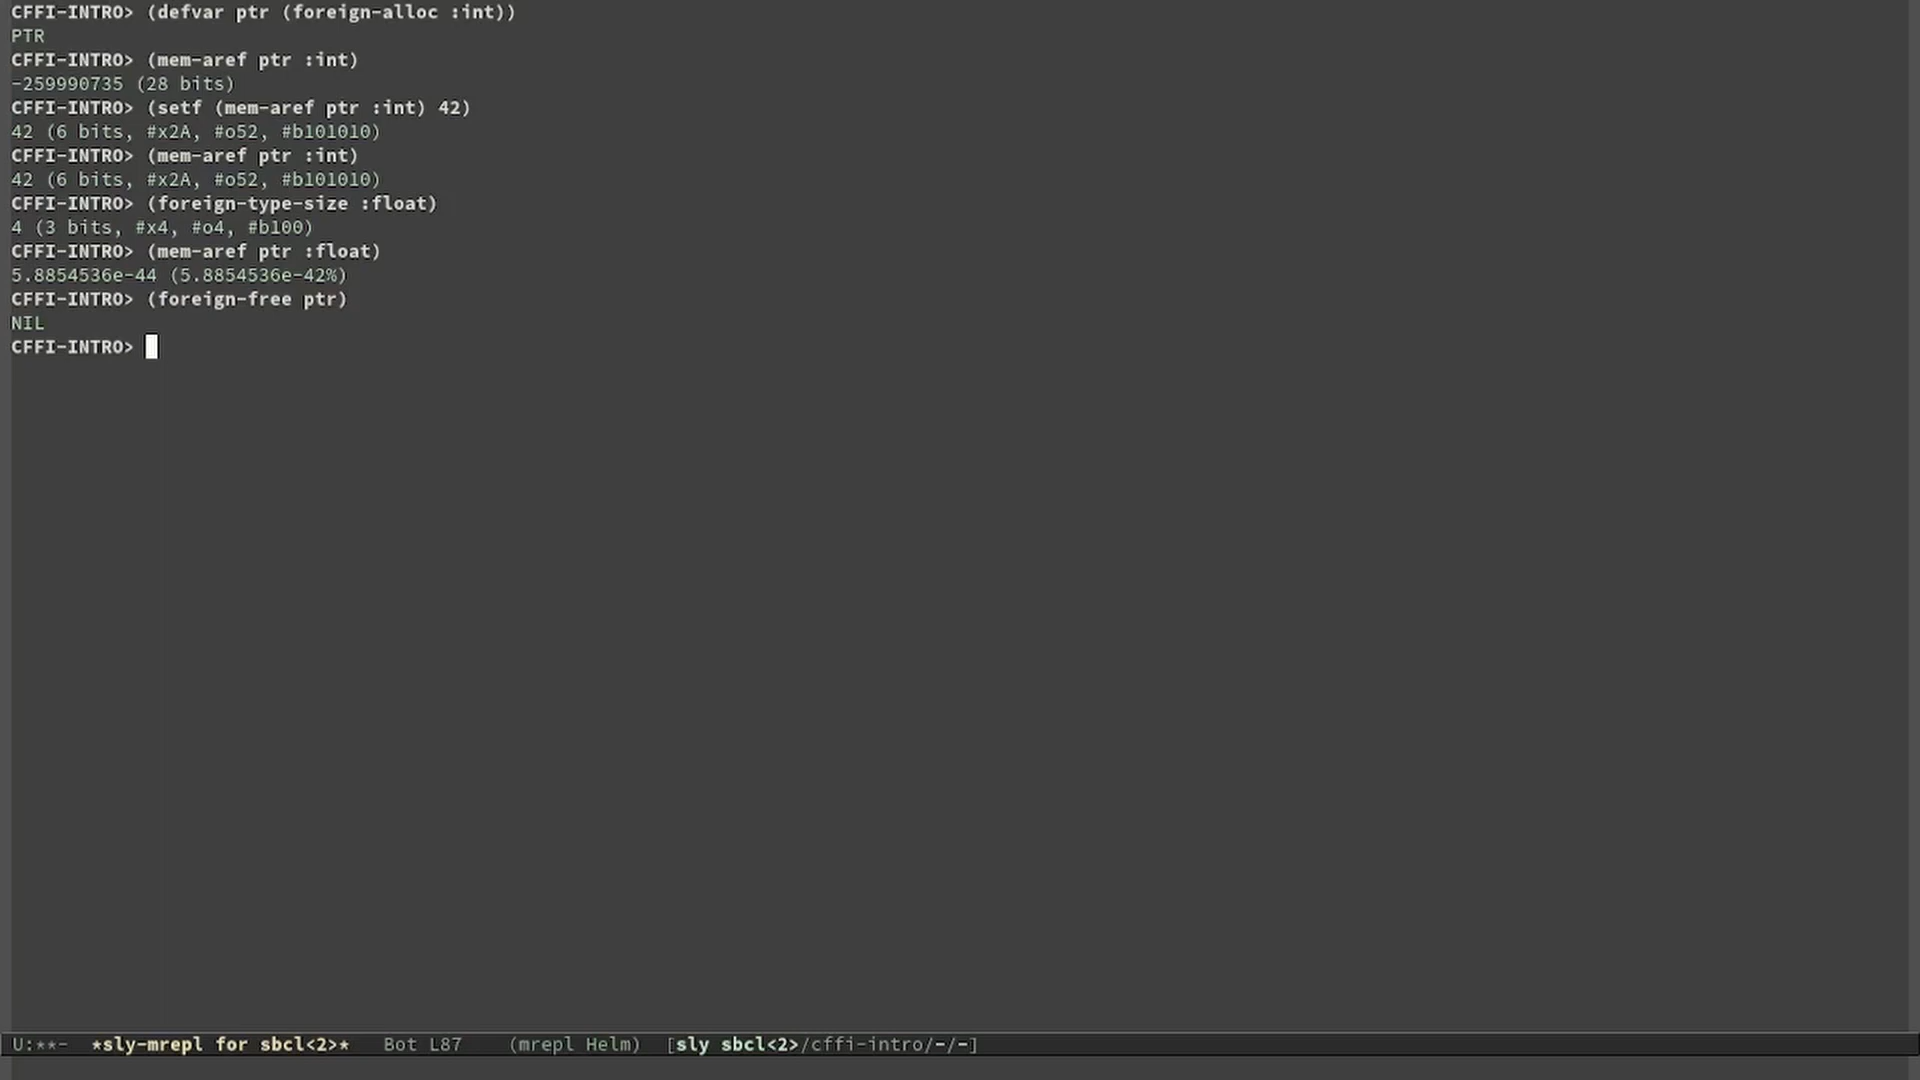 CFFI-INTRO> (defvar ptr (foreign-alloc :int))
PTR
CFFI-INTRO> (mem-aref ptr :int)
-259990735 (28 bits)
CFFI-INTRO> (setf (mem-aref ptr :int) 42)
42 (6 bits, #x2A, #o52, #b101010)
CFFI-INTRO> (mem-aref ptr :int)
42 (6 bits, #x2A, #o52, #b101010)
CFFI-INTRO> (foreign-type-size :float)
4 (3 bits, #x4, #o4, #b100)
CFFI-INTRO> (mem-aref ptr :float)
5.8854536e-44 (5.8854536e-42%)
CFFI-INTRO> (foreign-free ptr)
NIL
CFFI-INTRO>
U:**-  *sly-mrepl for sbcl<2>*   Bot L87    (mrepl Helm)  [sly sbcl<2>/cffi-intro/-/-]